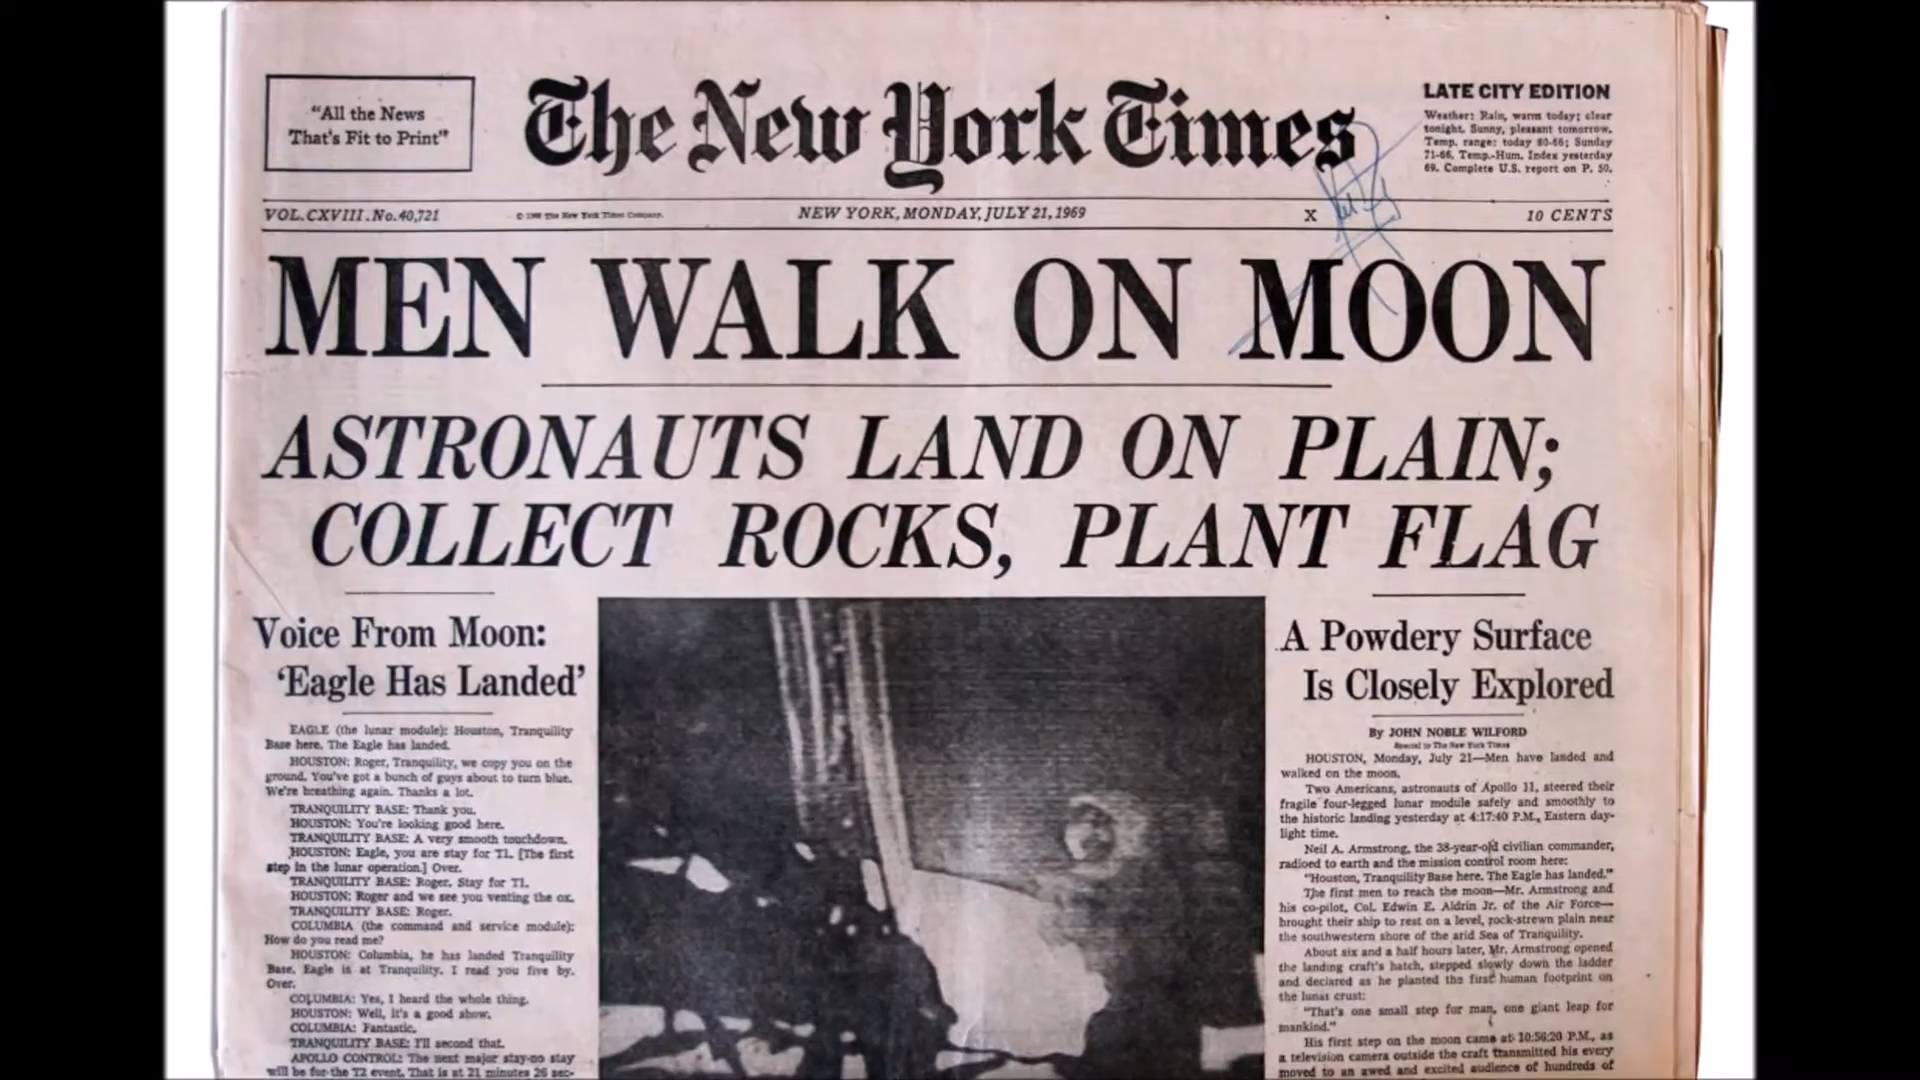 "All the News
That's Fit to Print"
The New York Times
LATE CITY EDITION
Weather: Rain, warm today; clear
tonight. Sunny, pleasant tomorrow.
Temp. range: today 80-66; Sunday
71-66. Temp.-Hum. Index yesterday
69. Complete U.S. report on P. 50.
VOL. CXVIII. No. 40,721
© 1969 The New York Times Company.
NEW YORK, MONDAY, JULY 21, 1969
X
10 CENTS
MEN WALK ON MOON
ASTRONAUTS LAND ON PLAIN;
COLLECT ROCKS, PLANT FLAG
Voice From Moon:
'Eagle Has Landed'
EAGLE (the lunar module): Houston, Tranquility
Base here. The Eagle has landed.
HOUSTON: Roger, Tranquility, we copy you on the
ground. You've got a bunch of guys about to turn blue.
We're breathing again. Thanks a lot.
TRANQUILITY BASE: Thank you.
HOUSTON: You're looking good here.
TRANQUILITY BASE: A very smooth touchdown.
HOUSTON: Eagle, you are stay for T1. [The first
step in the lunar operation.] Over.
TRANQUILITY BASE: Roger. Stay for T1.
HOUSTON: Roger and we see you venting the ox.
TRANQUILITY BASE: Roger.
COLUMBIA (the command and service module):
How do you read me?
HOUSTON: Columbia, he has landed Tranquility
Base. Eagle is at Tranquility. I read you five by.
Over.
COLUMBIA: Yes, I heard the whole thing.
HOUSTON: Well, it's a good show.
COLUMBIA: Fantastic.
TRANQUILITY BASE: I'll second that.
APOLLO CONTROL: The next major stay-no stay
will be for the T2 event. That is at 21 minutes 26 sec-
A Powdery Surface
Is Closely Explored
By JOHN NOBLE WILFORD
Special to The New York Times
HOUSTON, Monday, July 21—Men have landed and
walked on the moon.
Two Americans, astronauts of Apollo 11, steered their
fragile four-legged lunar module safely and smoothly to
the historic landing yesterday at 4:17:40 P.M., Eastern day-
light time.
Neil A. Armstrong, the 38-year-old civilian commander,
radioed to earth and the mission control room here:
"Houston, Tranquility Base here. The Eagle has landed."
The first men to reach the moon—Mr. Armstrong and
his co-pilot, Col. Edwin E. Aldrin Jr. of the Air Force—
brought their ship to rest on a level, rock-strewn plain near
the southwestern shore of the arid Sea of Tranquility.
About six and a half hours later, Mr. Armstrong opened
the landing craft's hatch, stepped slowly down the ladder
and declared as he planted the first human footprint on
the lunar crust:
"That's one small step for man, one giant leap for
mankind."
His first step on the moon came at 10:56:20 P.M., as
a television camera outside the craft transmitted his every
moved to an awed and excited audience of hundreds of